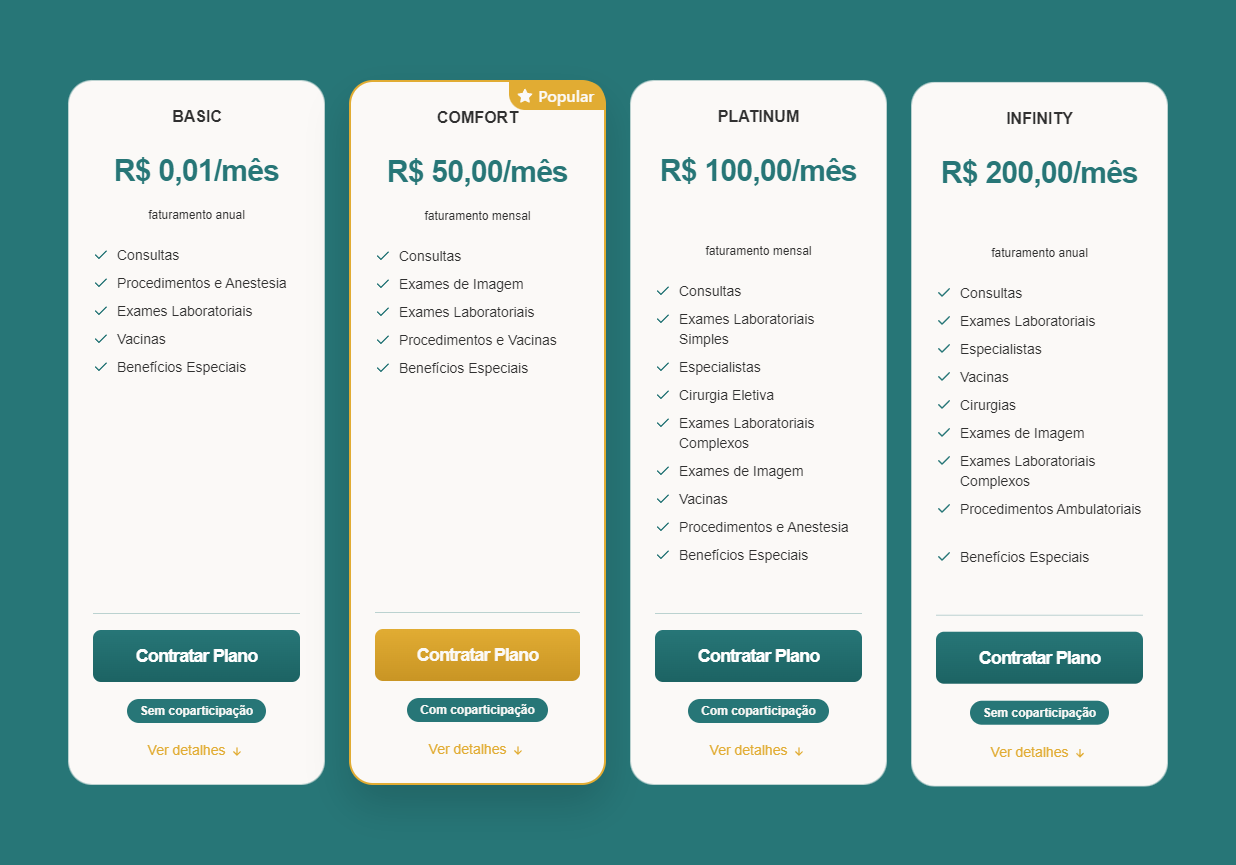 BASIC
R$ 0,01/mês
faturamento anual
Consultas
Procedimentos e Anestesia
Exames Laboratoriais
Vacinas
Benefícios Especiais
Contratar Plano
Sem coparticipação
Ver detalhes ↓
Popular
COMFORT
R$ 50,00/mês
faturamento mensal
Consultas
Exames de Imagem
Exames Laboratoriais
Procedimentos e Vacinas
Benefícios Especiais
Contratar Plano
Com coparticipação
Ver detalhes ↓
PLATINUM
R$ 100,00/mês
faturamento mensal
Consultas
Exames Laboratoriais
Simples
Especialistas
Cirurgia Eletiva
Exames Laboratoriais
Complexos
Exames de Imagem
Vacinas
Procedimentos e Anestesia
Benefícios Especiais
Contratar Plano
Com coparticipação
Ver detalhes ↓
INFINITY
R$ 200,00/mês
faturamento anual
Consultas
Exames Laboratoriais
Especialistas
Vacinas
Cirurgias
Exames de Imagem
Exames Laboratoriais
Complexos
Procedimentos Ambulatoriais
Benefícios Especiais
Contratar Plano
Sem coparticipação
Ver detalhes ↓